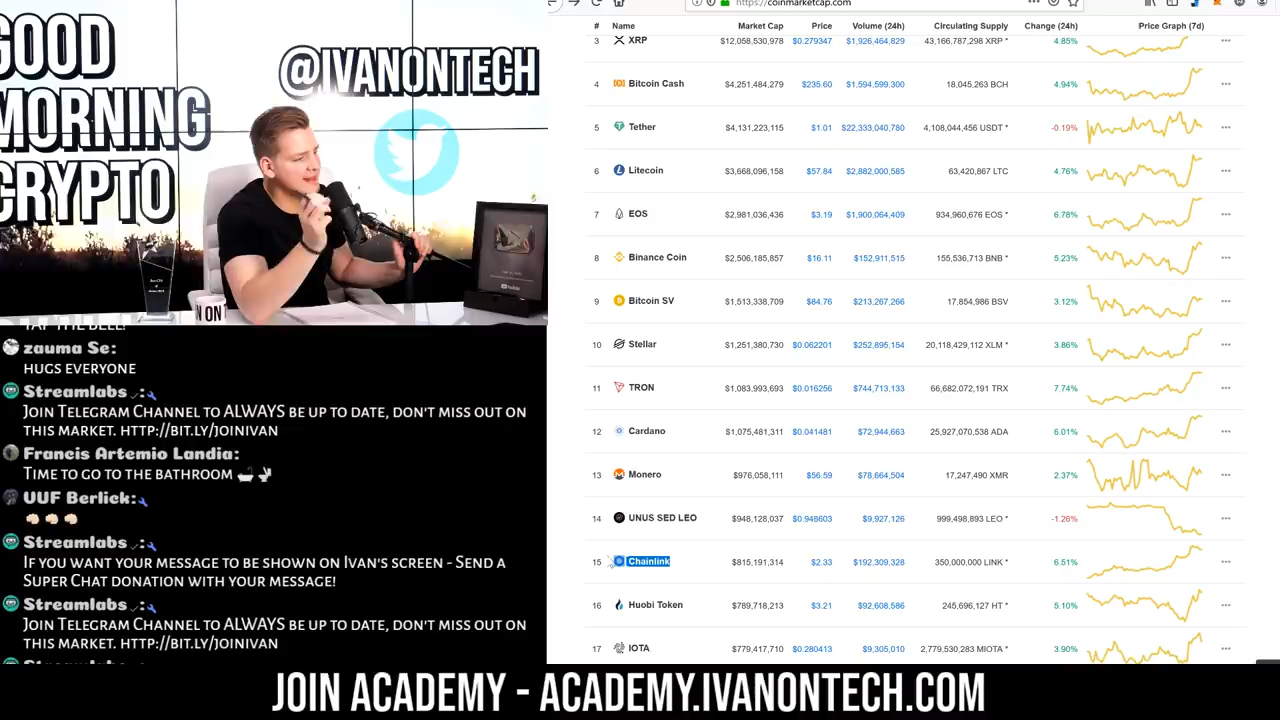 GOOD
MORNING
CRYPTO
@IVANONTECH
N ON
TAP THE BELL!
zauma Se:
HUGS EVERYONE
Streamlabs :
JOIN TELEGRAM CHANNEL TO ALWAYS BE UP TO DATE, DON'T MISS OUT ON
THIS MARKET. HTTP://BIT.LY/JOINIVAN
Francis Artemio Landia:
TIME TO GO TO THE BATHROOM
UUF Berlick:
Streamlabs :
IF YOU WANT YOUR MESSAGE TO BE SHOWN ON IVAN'S SCREEN - SEND A
SUPER CHAT DONATION WITH YOUR MESSAGE!
Streamlabs :
JOIN TELEGRAM CHANNEL TO ALWAYS BE UP TO DATE, DON'T MISS OUT ON
THIS MARKET. HTTP://BIT.LY/JOINIVAN
https://coinmarketcap.com
# Name Market Cap Price Volume (24h) Circulating Supply Change (24h) Price Graph (7d)
3 XRP $12,058,530,978 $0.279347 $1,926,464,829 43,166,787,298 XRP * 4.85%
4 Bitcoin Cash $4,251,484,279 $235.60 $1,594,599,300 18,045,263 BCH 4.94%
5 Tether $4,131,223,115 $1.01 $22,333,040,780 4,108,044,456 USDT * -0.19%
6 Litecoin $3,668,096,158 $57.84 $2,882,000,585 63,420,867 LTC 4.76%
7 EOS $2,981,036,436 $3.19 $1,900,064,409 934,960,676 EOS * 6.78%
8 Binance Coin $2,506,185,857 $16.11 $152,911,515 155,536,713 BNB * 5.23%
9 Bitcoin SV $1,513,338,709 $84.76 $213,267,266 17,854,986 BSV 3.12%
10 Stellar $1,251,380,730 $0.062201 $252,895,154 20,118,429,112 XLM * 3.86%
11 TRON $1,083,993,693 $0.016256 $744,713,133 66,682,072,191 TRX 7.74%
12 Cardano $1,075,481,311 $0.041481 $72,944,663 25,927,070,538 ADA 6.01%
13 Monero $976,058,111 $56.59 $78,664,504 17,247,490 XMR 2.37%
14 UNUS SED LEO $948,128,037 $0.948603 $9,927,126 999,498,893 LEO * -1.26%
15 Chainlink $815,191,314 $2.33 $192,309,328 350,000,000 LINK * 6.51%
16 Huobi Token $789,718,213 $3.21 $92,608,586 245,696,127 HT * 5.10%
17 IOTA $779,417,710 $0.280413 $9,305,010 2,779,530,283 MIOTA * 3.90%
JOIN ACADEMY - ACADEMY.IVANONTECH.COM